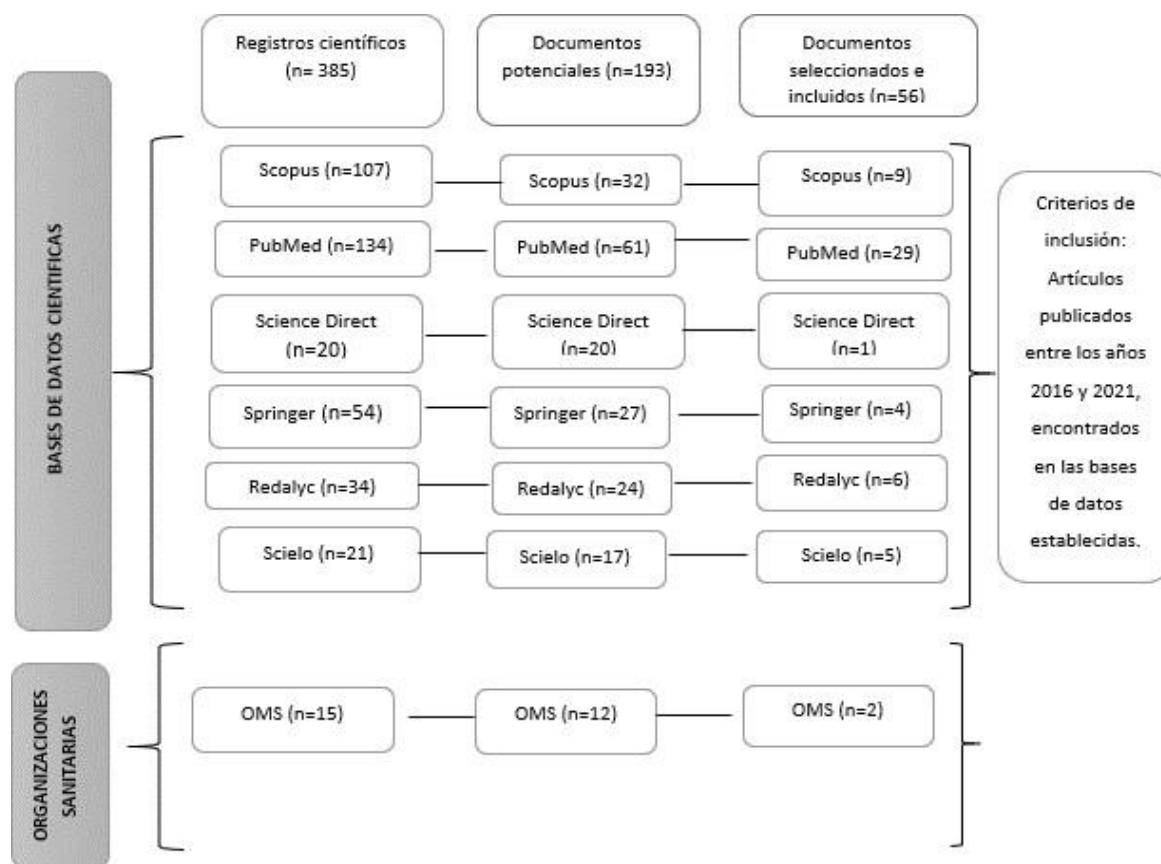 Registros científicos
(n= 385)
Documentos
potenciales (n=193)
Documentos
seleccionados e
incluidos (n=56)
BASES DE DATOS CIENTIFICAS
Scopus (n=107)
Scopus (n=32)
Scopus (n=9)
PubMed (n=134)
PubMed (n=61)
PubMed (n=29)
Science Direct
(n=20)
Science Direct
(n=20)
Science Direct
(n=1)
Springer (n=54)
Springer (n=27)
Springer (n=4)
Redalyc (n=34)
Redalyc (n=24)
Redalyc (n=6)
Scielo (n=21)
Scielo (n=17)
Scielo (n=5)
Criterios de
inclusión:
Artículos
publicados
entre los años
2016 y 2021,
encontrados
en las bases
de datos
establecidas.
ORGANIZACIONES
SANITARIAS
OMS (n=15)
OMS (n=12)
OMS (n=2)